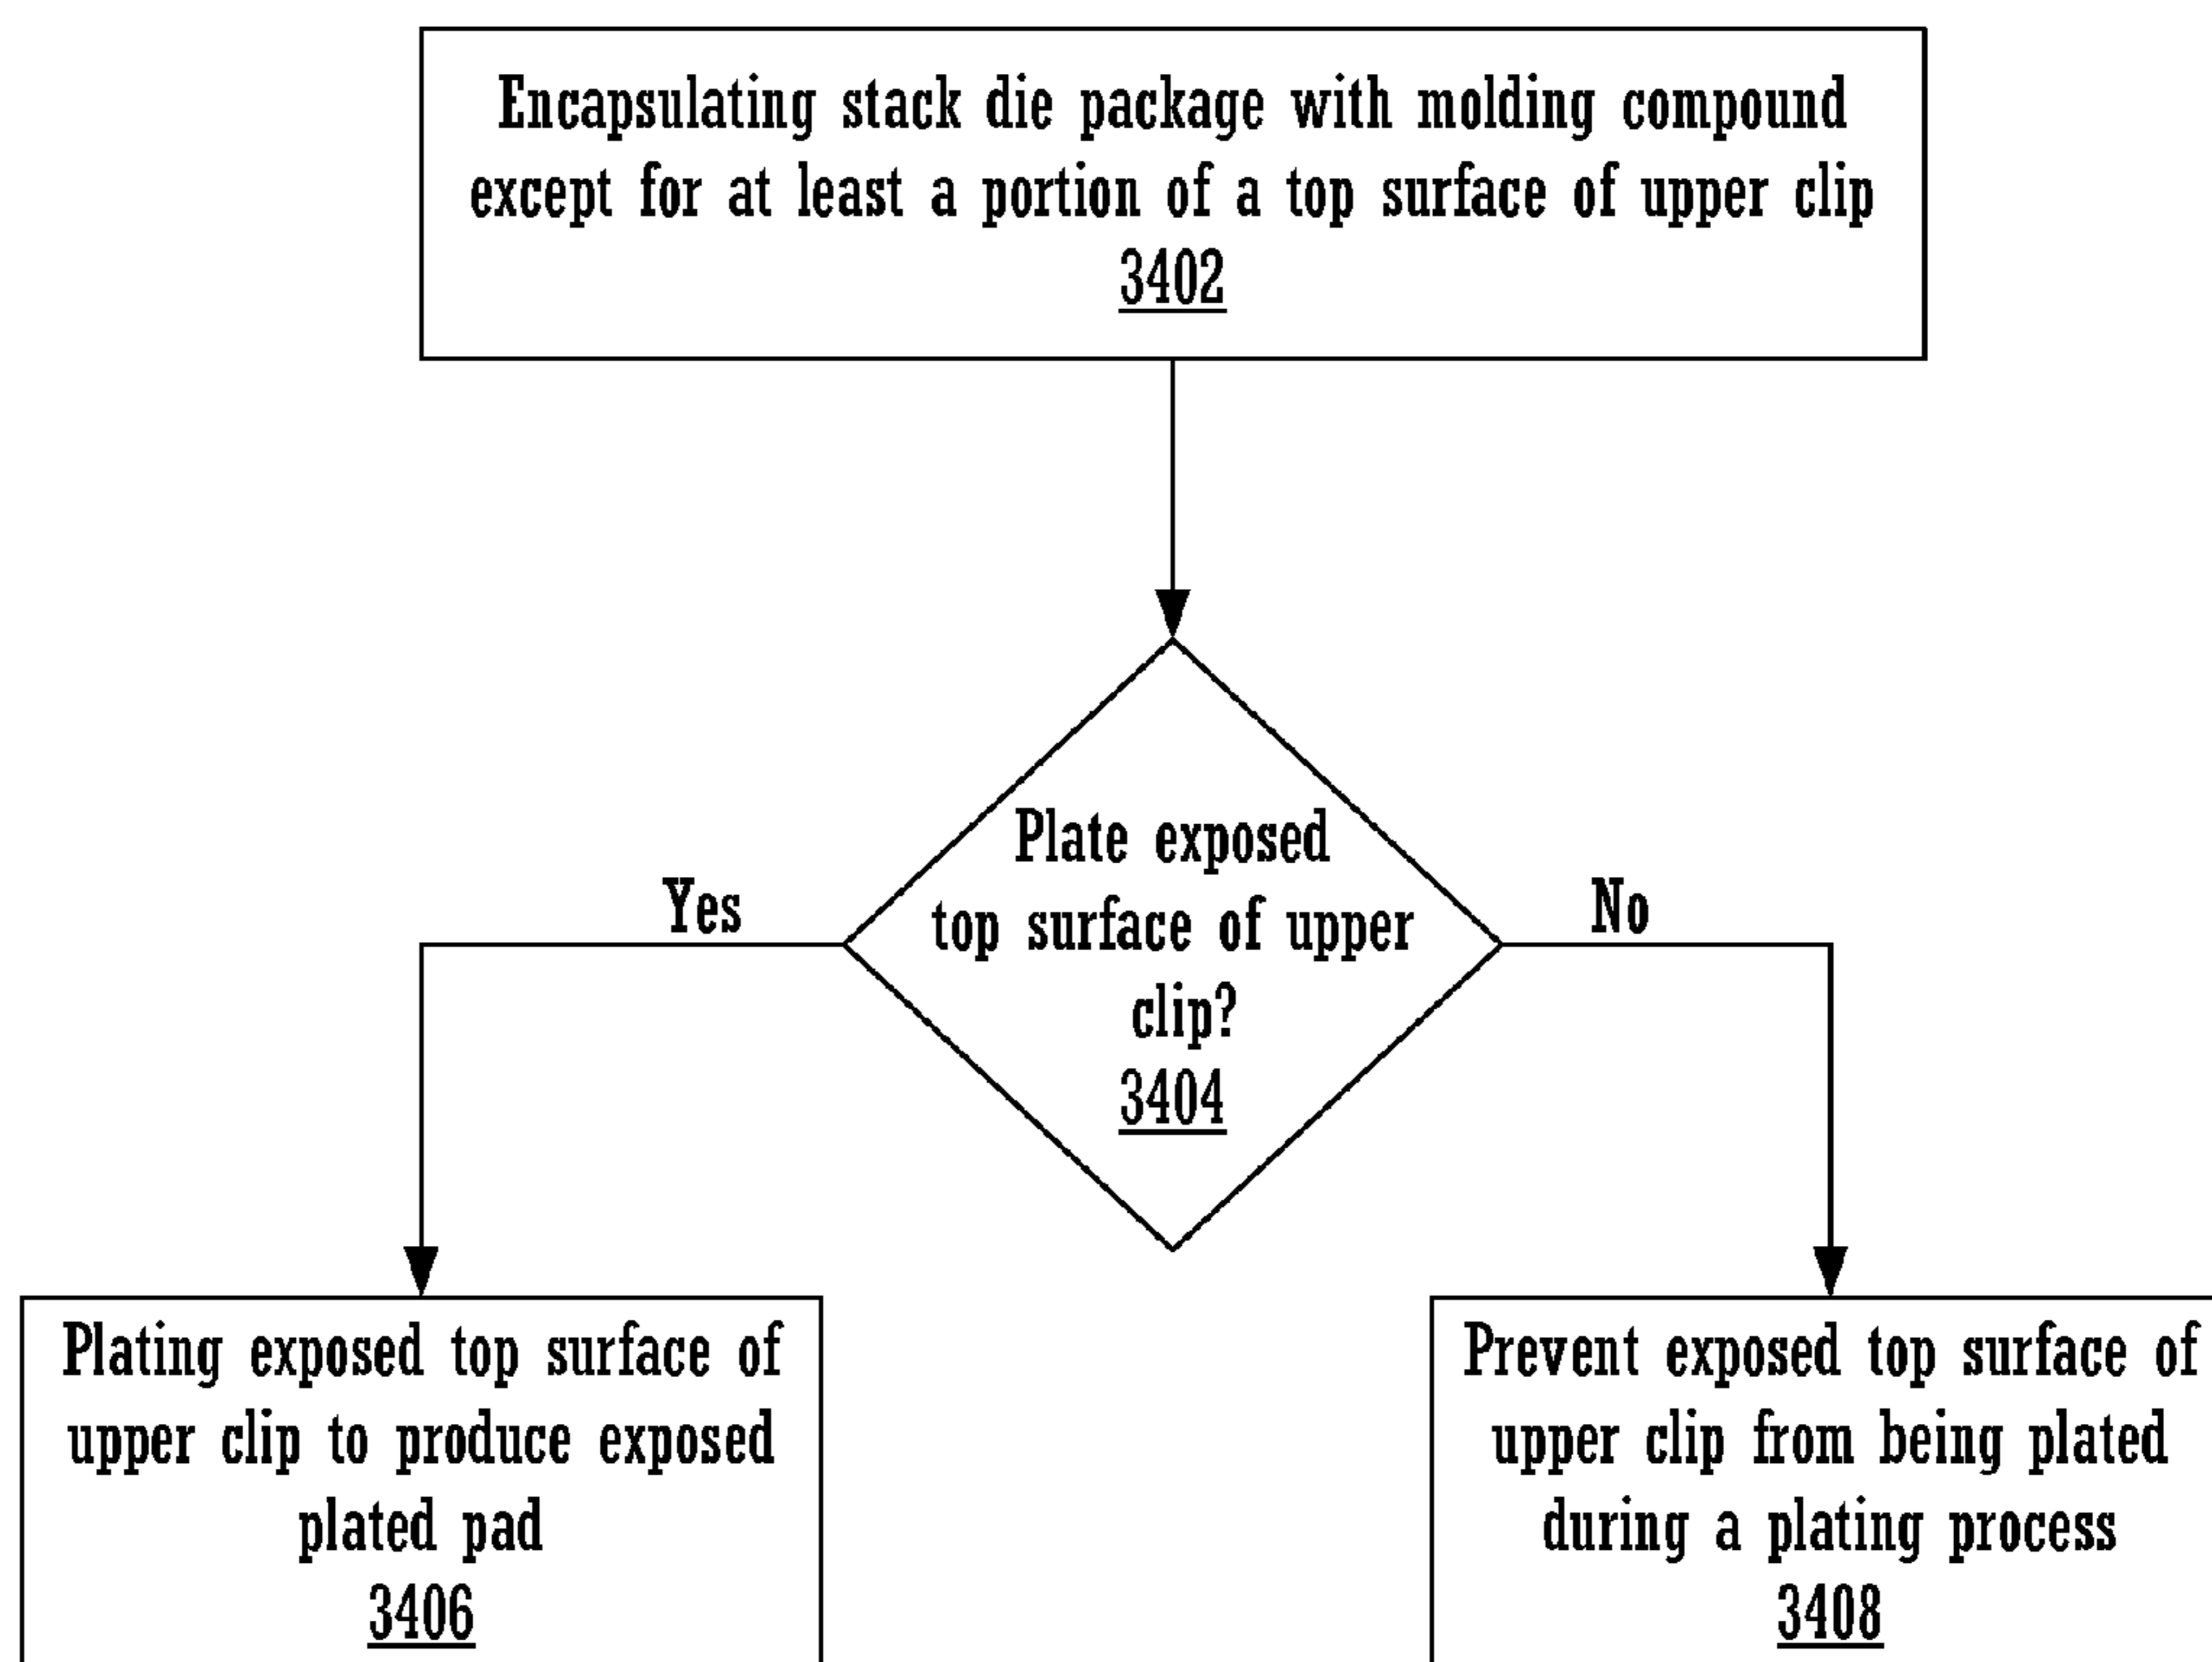 Encapsulating stack die package with molding compound
except for at least a portion of a top surface of upper clip
3402
Plate exposed
top surface of upper
clip?
3404
Yes
No
Plating exposed top surface of
upper clip to produce exposed
plated pad
3406
Prevent exposed top surface of
upper clip from being plated
during a plating process
3408